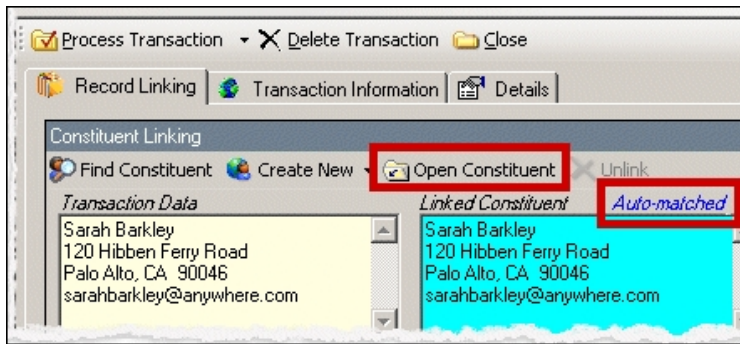 Process Transaction Delete Transaction Close
Record Linking Transaction Information Details
Constituent Linking
Find Constituent Create New Open Constituent Unlink
Transaction Data Linked Constituent Auto-matched
Sarah Barkley Sarah Barkley
120 Hibben Ferry Road 120 Hibben Ferry Road
Palo Alto, CA 90046 Palo Alto, CA 90046
sarahbarkley@anywhere.com sarahbarkley@anywhere.com